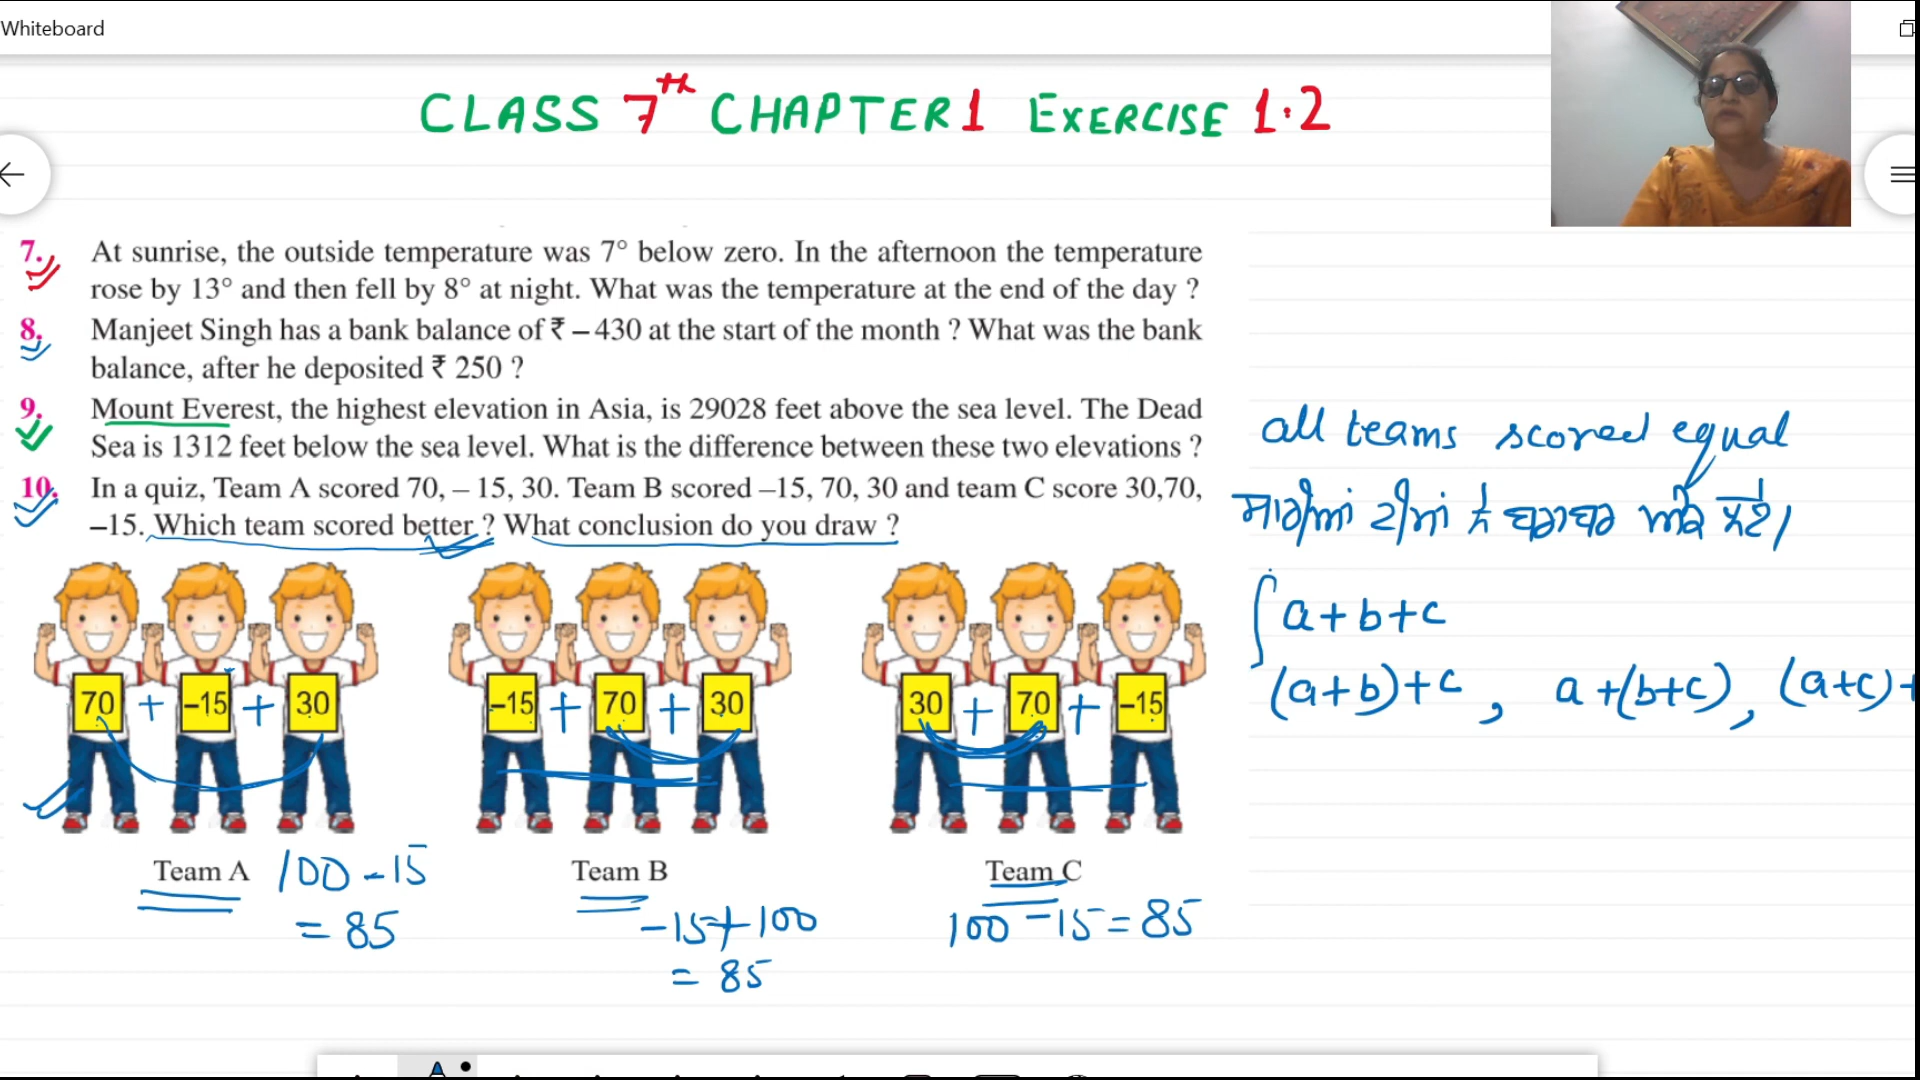 Whiteboard
CLASS 7th CHAPTER 1 EXERCISE 1.2
7. At sunrise, the outside temperature was 7° below zero. In the afternoon the temperature
rose by 13° and then fell by 8° at night. What was the temperature at the end of the day ?
8. Manjeet Singh has a bank balance of ₹ – 430 at the start of the month ? What was the bank
balance, after he deposited ₹ 250 ?
9. Mount Everest, the highest elevation in Asia, is 29028 feet above the sea level. The Dead
Sea is 1312 feet below the sea level. What is the difference between these two elevations ?
10. In a quiz, Team A scored 70, – 15, 30. Team B scored –15, 70, 30 and team C score 30,70,
–15. Which team scored better ? What conclusion do you draw ?
70 + –15 + 30
–15 + 70 + 30
30 + 70 + –15
Team A
100 - 15
= 85
Team B
-15+100
= 85
Team C
100 - 15 = 85
all teams scored equal
ਸਾਰੀਆਂ ਟੀਮਾਂ ਨੇ ਬਰਾਬਰ ਅੰਕ
a+b+c
(a+b)+c , a+(b+c), (a+c)+